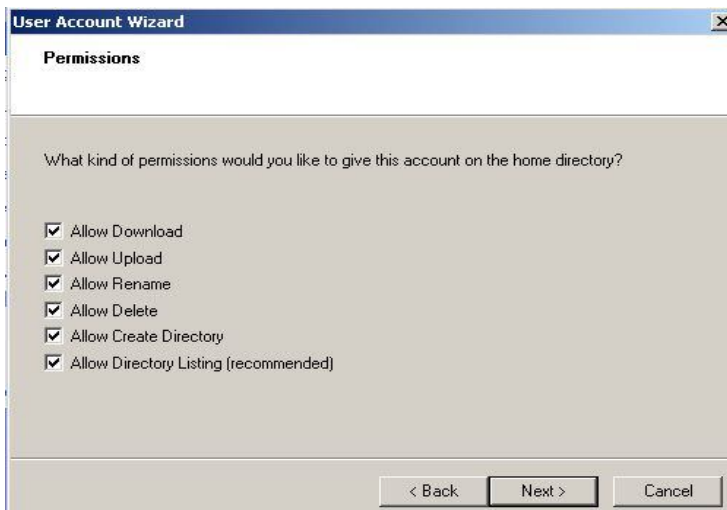 User Account Wizard
Permissions
What kind of permissions would you like to give this account on the home directory?
Allow Download
Allow Upload
Allow Rename
Allow Delete
Allow Create Directory
Allow Directory Listing (recommended)
< Back Next > Cancel